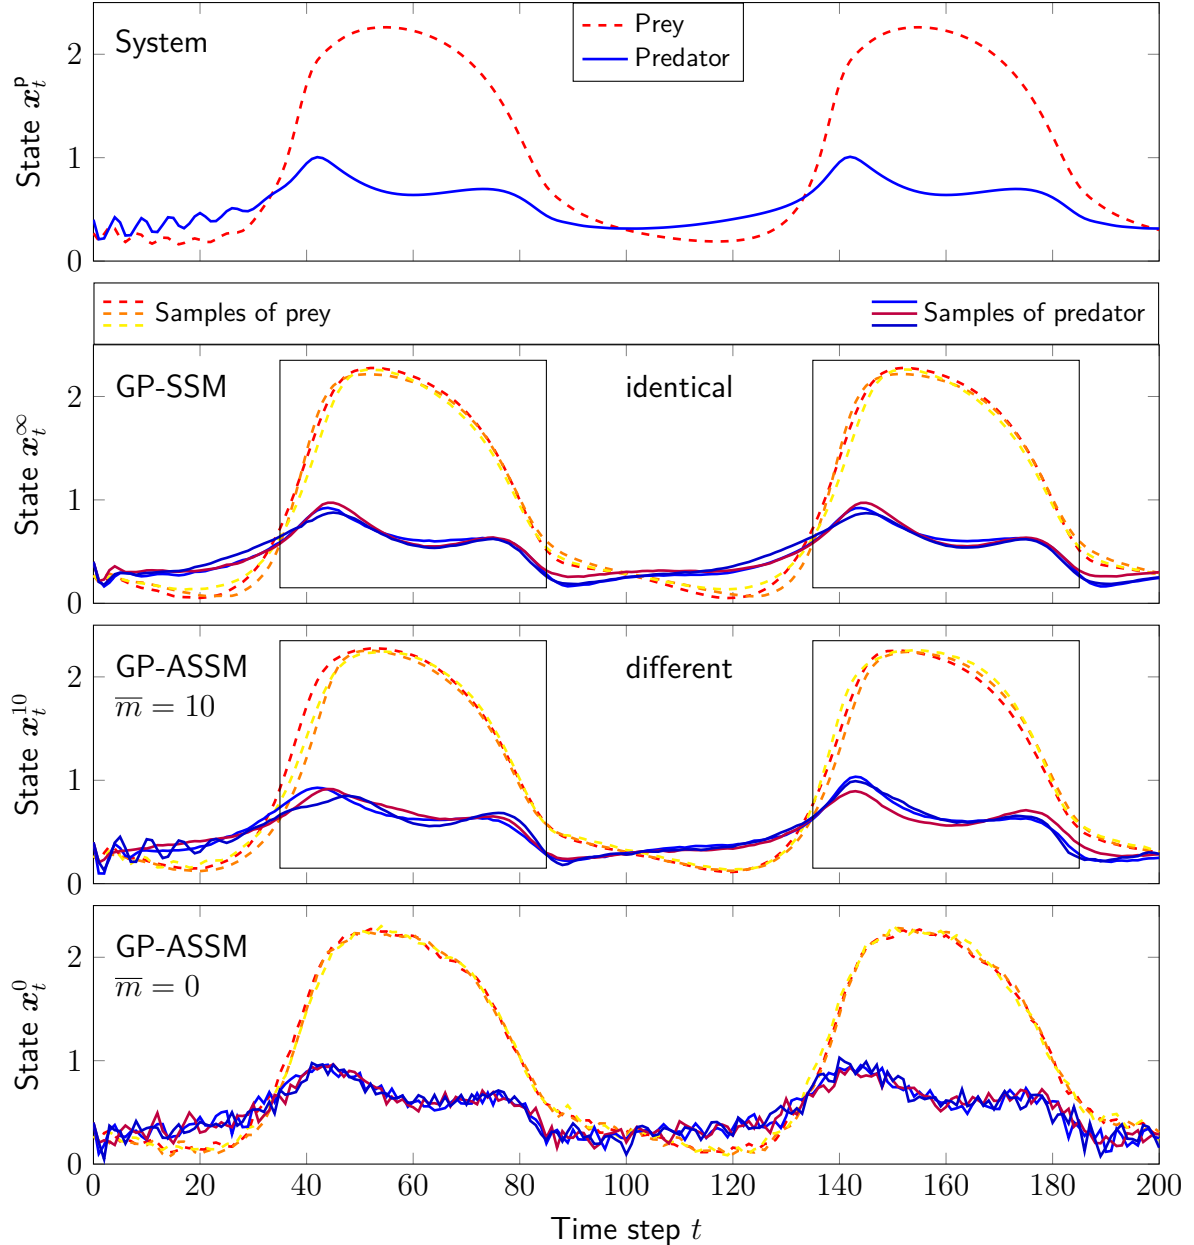 System
Prey
Predator
State x_t^p
2
1
0
Samples of prey
Samples of predator
GP-SSM
identical
State x_t^∞
2
1
0
GP-ASSM
m̅ = 10
different
State x_t^10
2
1
0
GP-ASSM
m̅ = 0
State x_t^0
2
1
0
0 20 40 60 80 100 120 140 160 180 200
Time step t